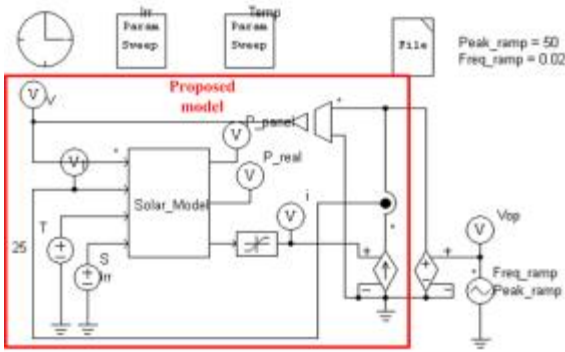 Irr
Temp
Param
Sweep
Param
Sweep
File
Peak_ramp = 50
Freq_ramp = 0.02
Proposed
model
V
V
V
P_panel
V
P_real
V
V
i
V
Vop
Solar_Model
T
25
S
Irr
Freq_ramp
Peak_ramp